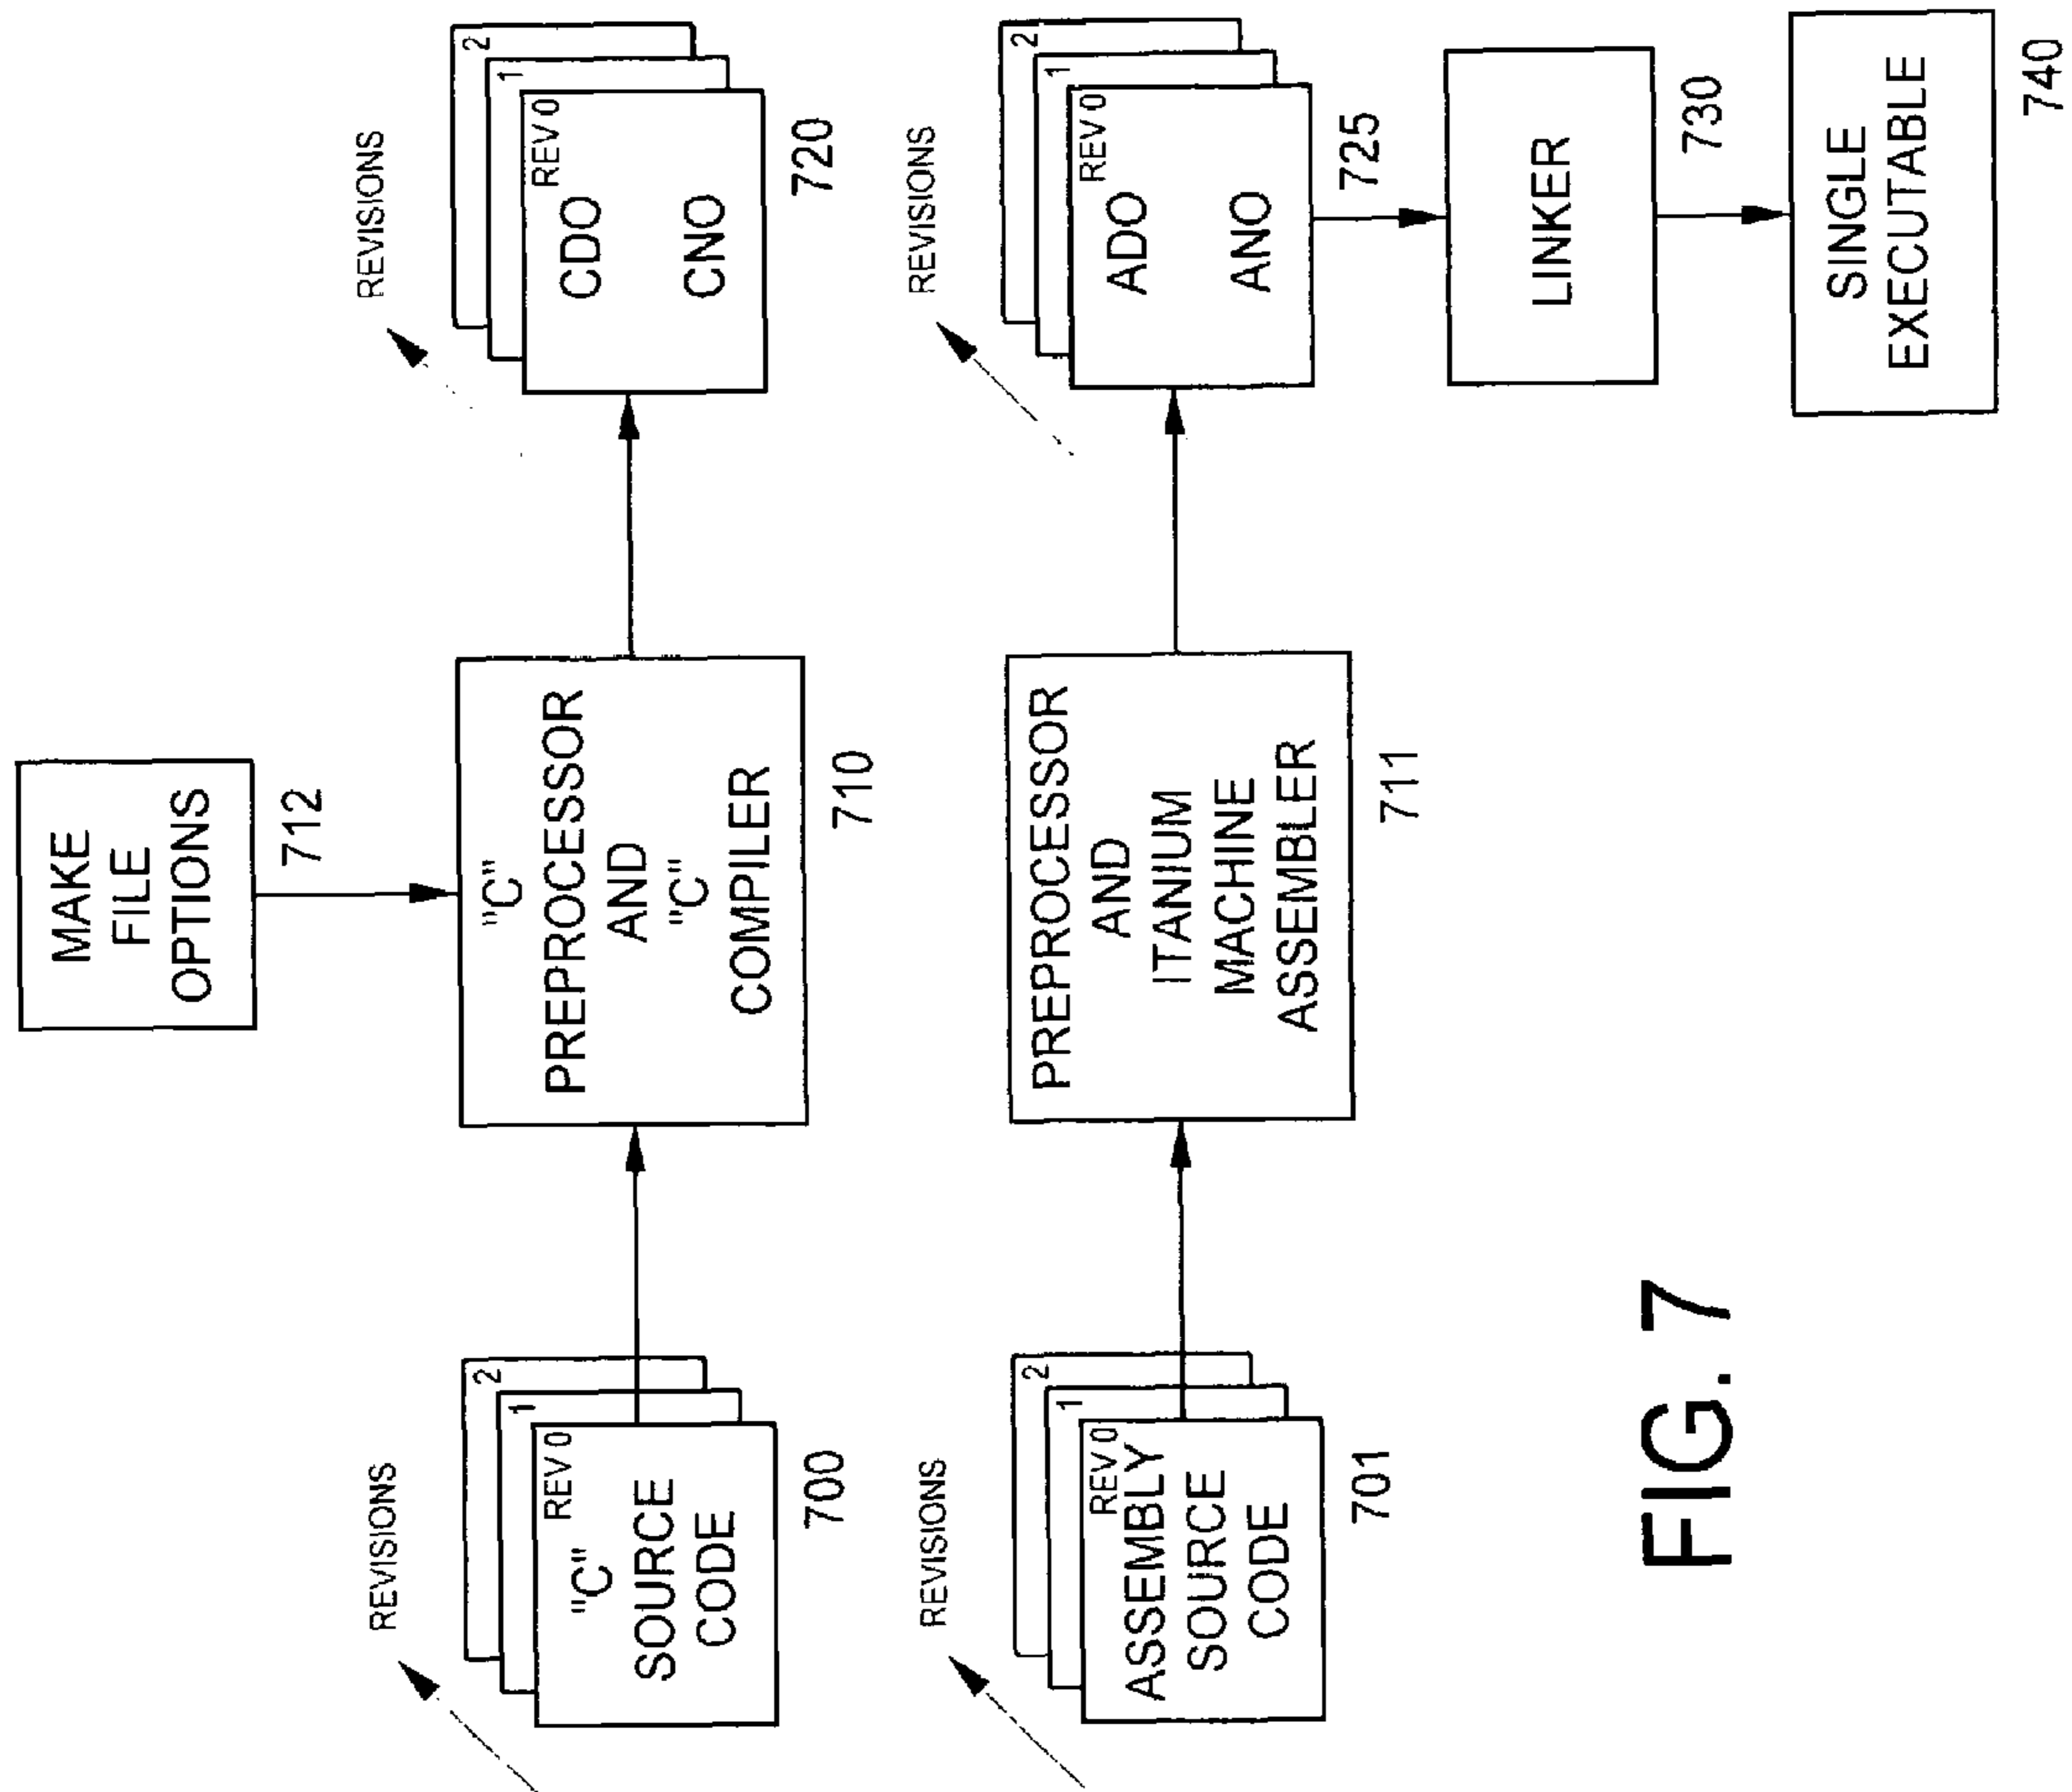 MAKE
FILE
OPTIONS
712
REVISIONS
2
1
REV 0
"C"
SOURCE
CODE
700
"C"
PREPROCESSOR
AND
"C"
COMPILER
710
REVISIONS
2
1
REV 0
CDO
CNO
720
REVISIONS
2
1
REV 0
ASSEMBLY
SOURCE
CODE
701
PREPROCESSOR
AND
ITANIUM
MACHINE
ASSEMBLER
711
REVISIONS
2
1
REV 0
ADO
ANO
725
LINKER
730
SINGLE
EXECUTABLE
740
FIG. 7